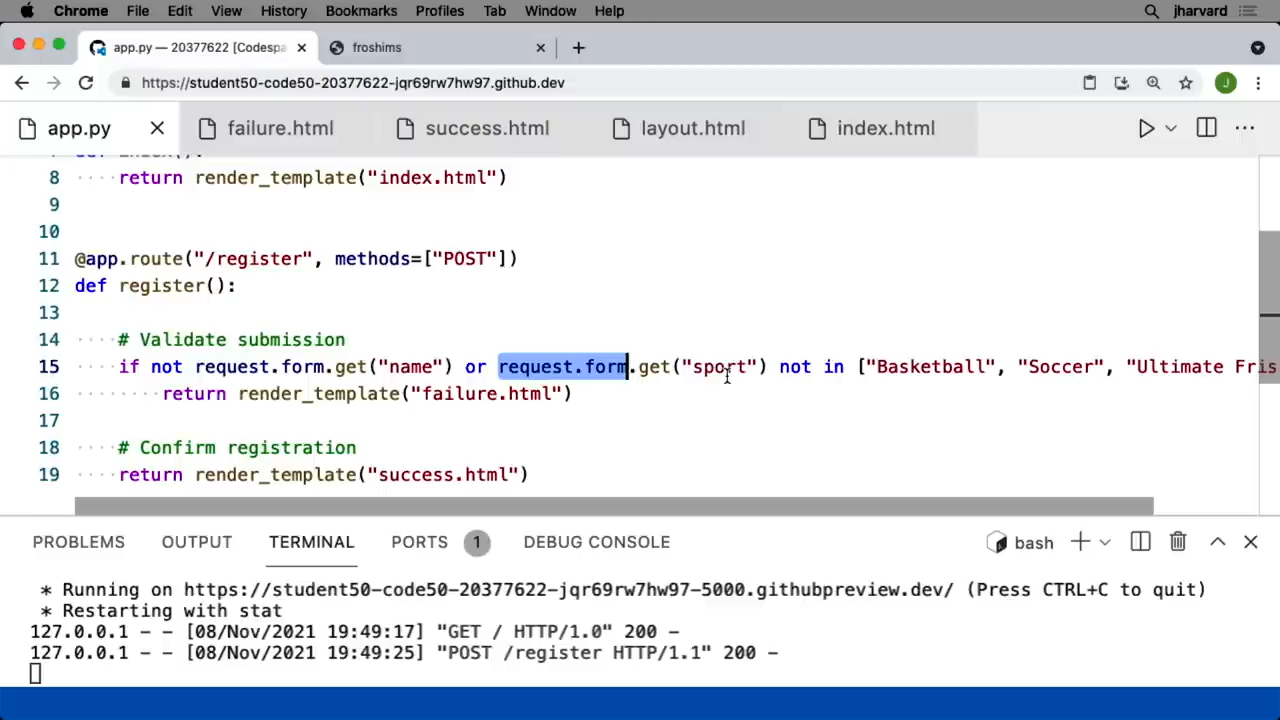 Chrome File Edit View History Bookmarks Profiles Tab Window Help jharvard
app.py — 20377622 [Codespa froshims
https://student50-code50-20377622-jqr69rw7hw97.github.dev J
app.py failure.html success.html layout.html index.html
8 return render_template("index.html")
9
10
11 @app.route("/register", methods=["POST"])
12 def register():
13
14 # Validate submission
15 if not request.form.get("name") or request.form.get("sport") not in ["Basketball", "Soccer", "Ultimate Fris
16 return render_template("failure.html")
17
18 # Confirm registration
19 return render_template("success.html")
PROBLEMS OUTPUT TERMINAL PORTS 1 DEBUG CONSOLE bash
* Running on https://student50-code50-20377622-jqr69rw7hw97-5000.githubpreview.dev/ (Press CTRL+C to quit)
* Restarting with stat
127.0.0.1 - - [08/Nov/2021 19:49:17] "GET / HTTP/1.0" 200 -
127.0.0.1 - - [08/Nov/2021 19:49:25] "POST /register HTTP/1.1" 200 -